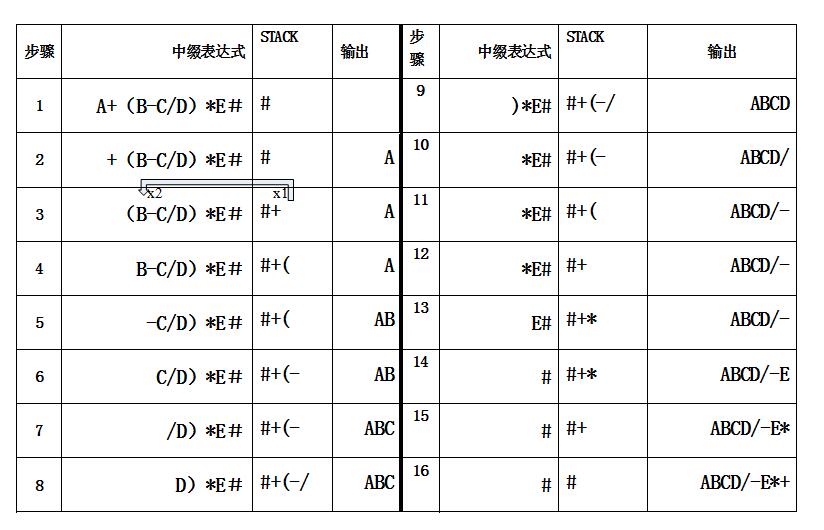 步骤 中缀表达式 STACK 输出 步骤 中缀表达式 STACK 输出
1 A+（B-C/D）*E# # 9 )*E# #+(-/ ABCD
2 +（B-C/D）*E# # A 10 *E# #+(- ABCD/
x2 x1
3 （B-C/D）*E# #+ A 11 *E# #+( ABCD/-
4 B-C/D）*E# #+( A 12 *E# #+ ABCD/-
5 -C/D）*E# #+( AB 13 E# #+* ABCD/-
6 C/D）*E# #+(- AB 14 # #+* ABCD/-E
7 /D）*E# #+(- ABC 15 # #+ ABCD/-E*
8 D）*E# #+(-/ ABC 16 # # ABCD/-E*+